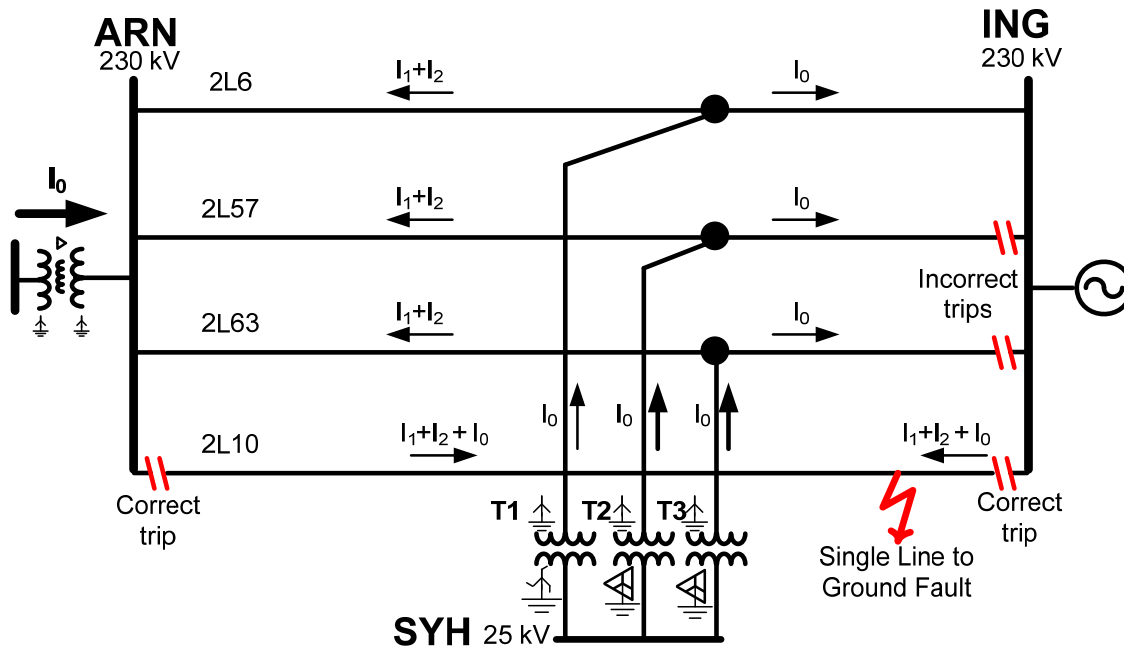 ARN
230 kV
ING
230 kV
2L6
I1+I2
I0
I0
2L57
I1+I2
I0
Incorrect
trips
2L63
I1+I2
I0
I0
I0
I0
2L10
I1+I2 + I0
I1+I2 + I0
Correct
trip
T1
T2
T3
Correct
trip
Single Line to
Ground Fault
SYH 25 kV